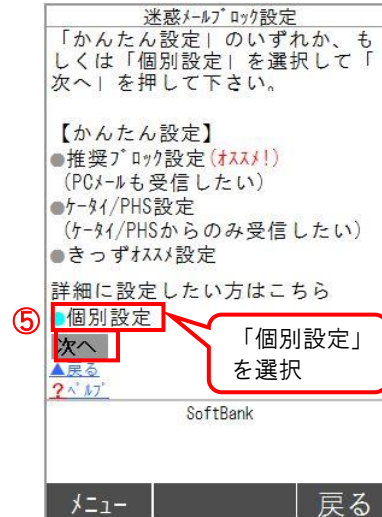 迷惑ﾒｰﾙﾌﾞﾛｯｸ設定
「かんたん設定」のいずれか、も
しくは「個別設定」を選択して「
次へ」を押して下さい。
【かんたん設定】
●推奨ﾌﾞﾛｯｸ設定(ｵｽｽﾒ!)
(PCﾒｰﾙも受信したい)
●ｹｰﾀｲ/PHS設定
(ｹｰﾀｲ/PHSからのみ受信したい)
●きっずｵｽｽﾒ設定
詳細に設定したい方はこちら
⑤
●個別設定
「個別設定」
を選択
次へ
▲戻る
?ﾍﾙﾌﾟ
SoftBank
ﾒﾆｭｰ
戻る